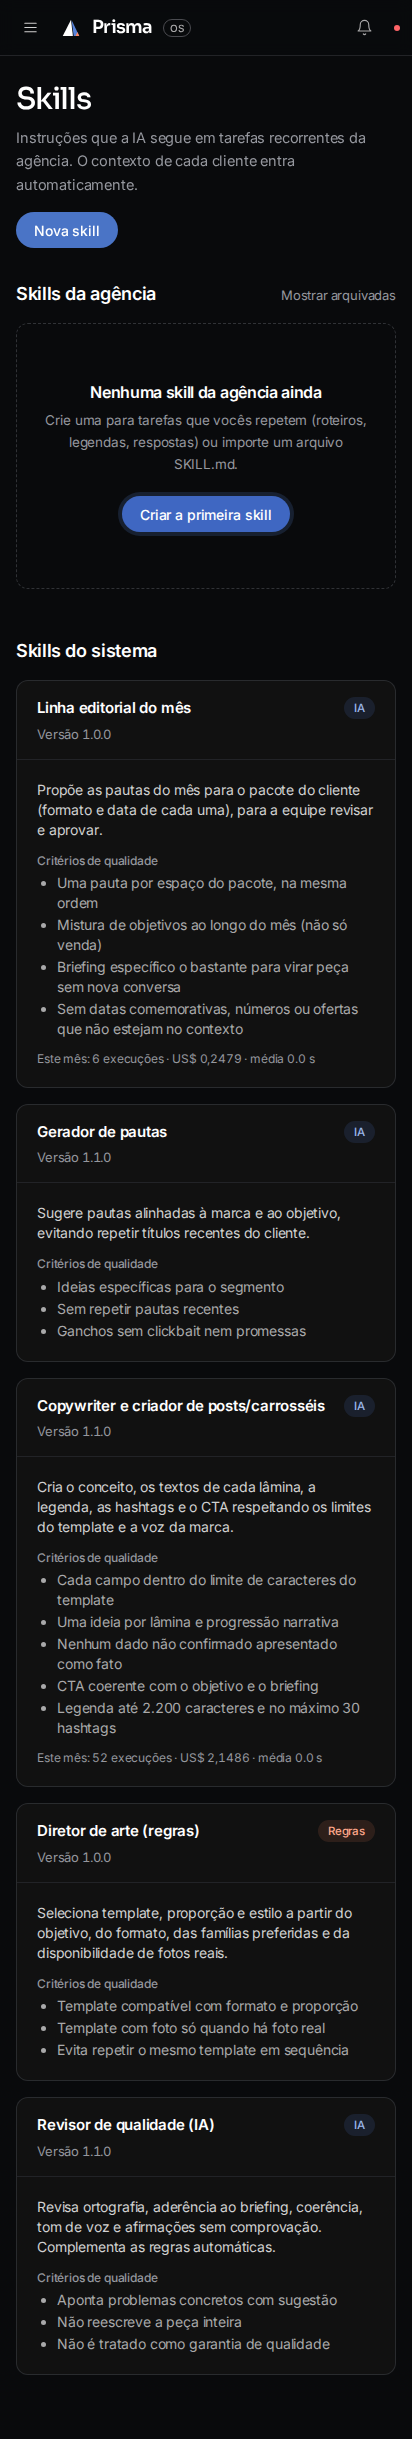 Prisma OS
Skills
Instruções que a IA segue em tarefas recorrentes da
agência. O contexto de cada cliente entra
automaticamente.
Nova skill
Skills da agência
Mostrar arquivadas
Nenhuma skill da agência ainda
Crie uma para tarefas que vocês repetem (roteiros,
legendas, respostas) ou importe um arquivo
SKILL.md.
Criar a primeira skill
Skills do sistema
Linha editorial do mês
IA
Versão 1.0.0
Propõe as pautas do mês para o pacote do cliente
(formato e data de cada uma), para a equipe revisar
e aprovar.
Critérios de qualidade
• Uma pauta por espaço do pacote, na mesma
ordem
• Mistura de objetivos ao longo do mês (não só
venda)
• Briefing específico o bastante para virar peça
sem nova conversa
• Sem datas comemorativas, números ou ofertas
que não estejam no contexto
Este mês: 6 execuções · US$ 0,2479 · média 0.0 s
Gerador de pautas
IA
Versão 1.1.0
Sugere pautas alinhadas à marca e ao objetivo,
evitando repetir títulos recentes do cliente.
Critérios de qualidade
• Ideias específicas para o segmento
• Sem repetir pautas recentes
• Ganchos sem clickbait nem promessas
Copywriter e criador de posts/carrosséis
IA
Versão 1.1.0
Cria o conceito, os textos de cada lâmina, a
legenda, as hashtags e o CTA respeitando os limites
do template e a voz da marca.
Critérios de qualidade
• Cada campo dentro do limite de caracteres do
template
• Uma ideia por lâmina e progressão narrativa
• Nenhum dado não confirmado apresentado
como fato
• CTA coerente com o objetivo e o briefing
• Legenda até 2.200 caracteres e no máximo 30
hashtags
Este mês: 52 execuções · US$ 2,1486 · média 0.0 s
Diretor de arte (regras)
Regras
Versão 1.0.0
Seleciona template, proporção e estilo a partir do
objetivo, do formato, das famílias preferidas e da
disponibilidade de fotos reais.
Critérios de qualidade
• Template compatível com formato e proporção
• Template com foto só quando há foto real
• Evita repetir o mesmo template em sequência
Revisor de qualidade (IA)
IA
Versão 1.1.0
Revisa ortografia, aderência ao briefing, coerência,
tom de voz e afirmações sem comprovação.
Complementa as regras automáticas.
Critérios de qualidade
• Aponta problemas concretos com sugestão
• Não reescreve a peça inteira
• Não é tratado como garantia de qualidade